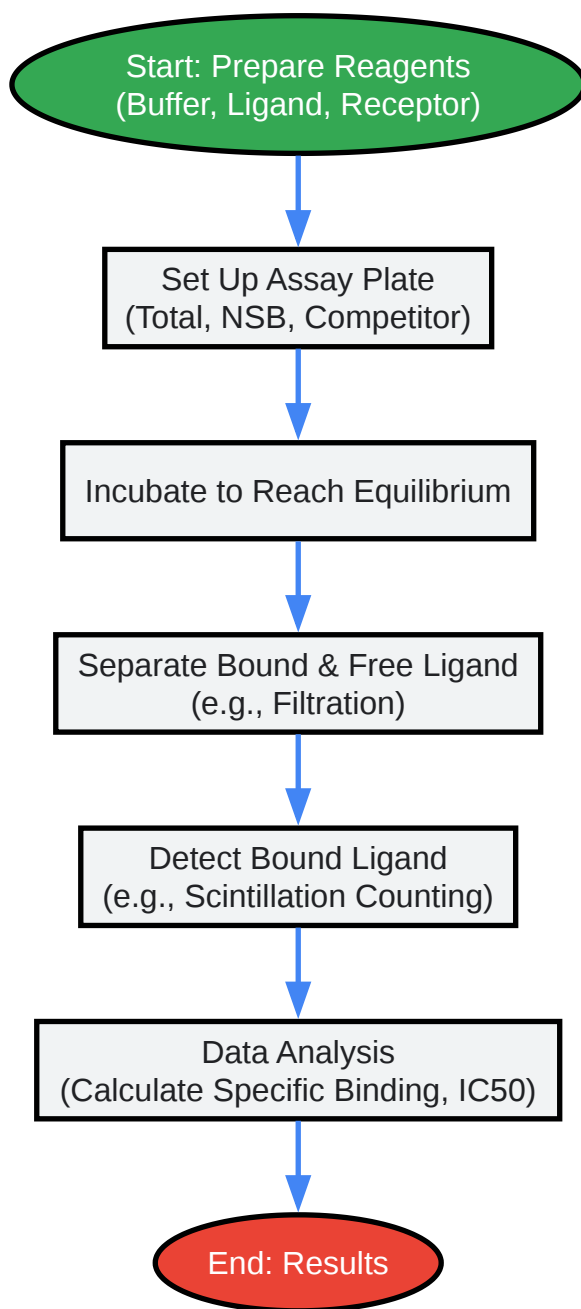 Start: Prepare Reagents
(Buffer, Ligand, Receptor)
Set Up Assay Plate
(Total, NSB, Competitor)
Incubate to Reach Equilibrium
Separate Bound & Free Ligand
(e.g., Filtration)
Detect Bound Ligand
(e.g., Scintillation Counting)
Data Analysis
(Calculate Specific Binding, IC50)
End: Results